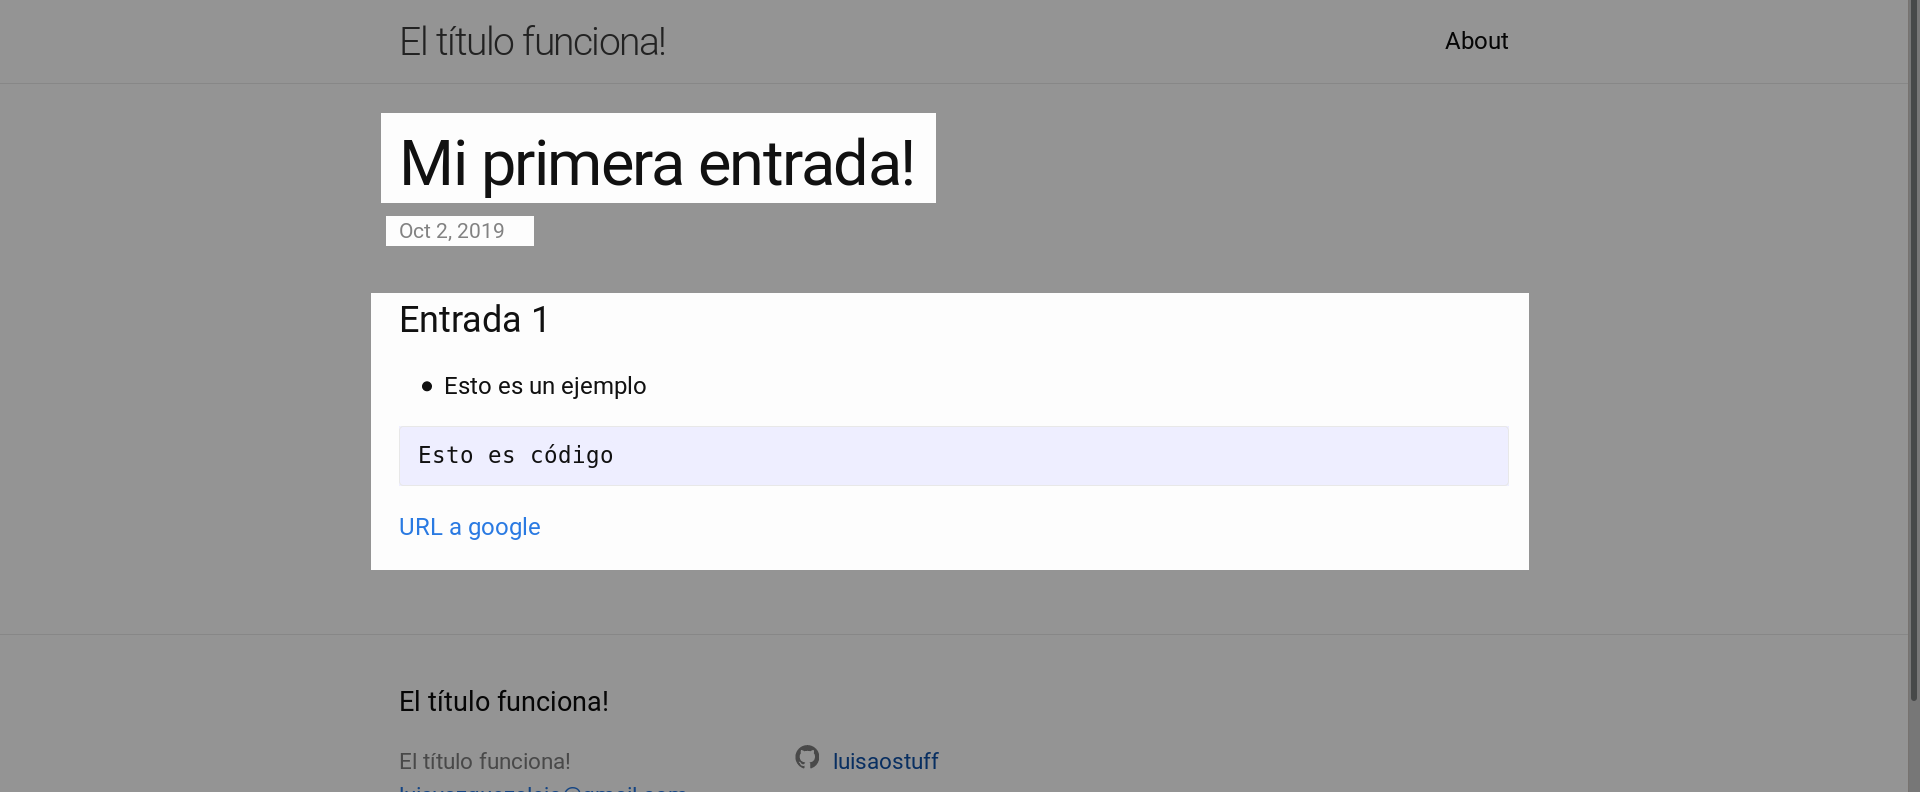 El título funciona!
About
Mi primera entrada!
Oct 2, 2019
Entrada 1
Esto es un ejemplo
Esto es código
URL a google
El título funciona!
El título funciona!
luisaostuff